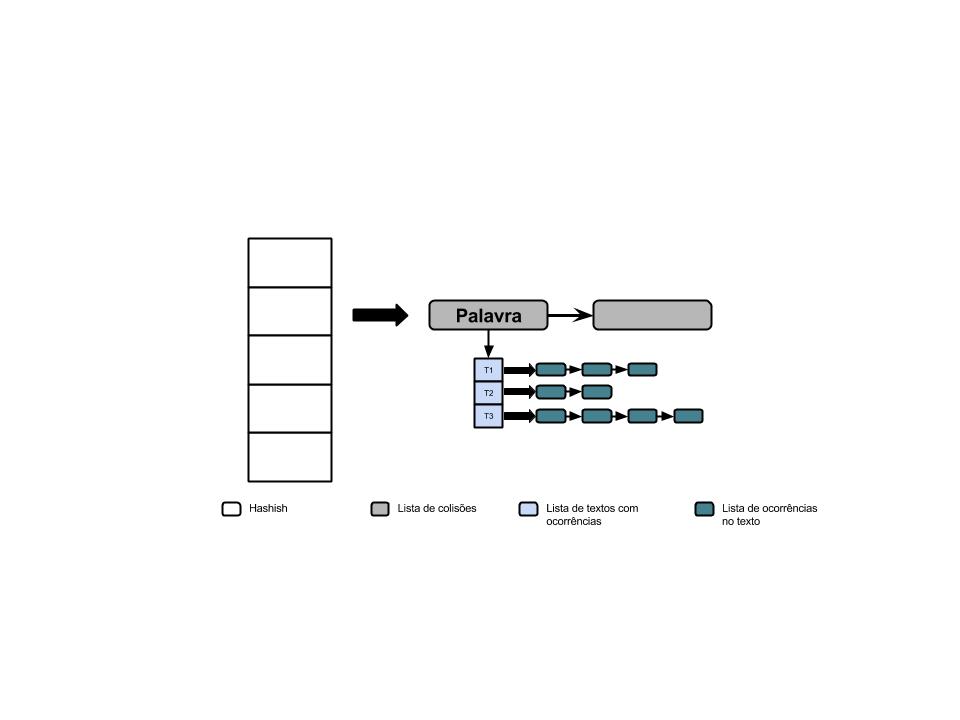 Palavra
T1
T2
T3
Hashish
Lista de colisões
Lista de textos com
ocorrências
Lista de ocorrências
no texto